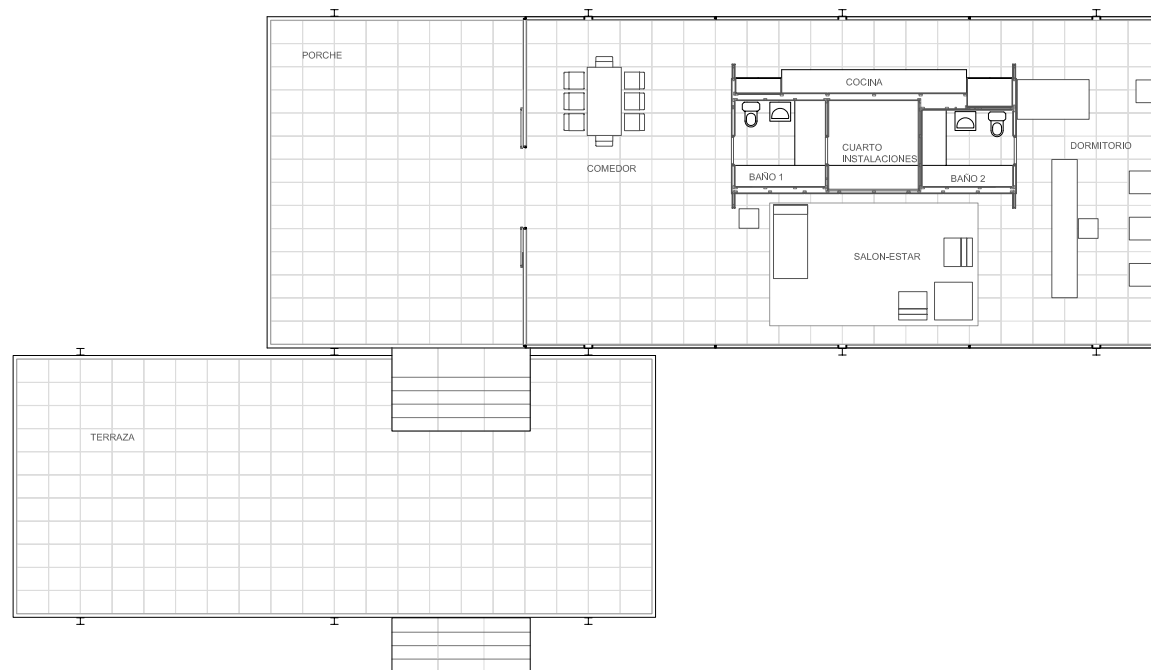 PORCHE
COCINA
COMEDOR
CUARTO
INSTALACIONES
DORMITORIO
BAÑO 1
BAÑO 2
SALON-ESTAR
TERRAZA